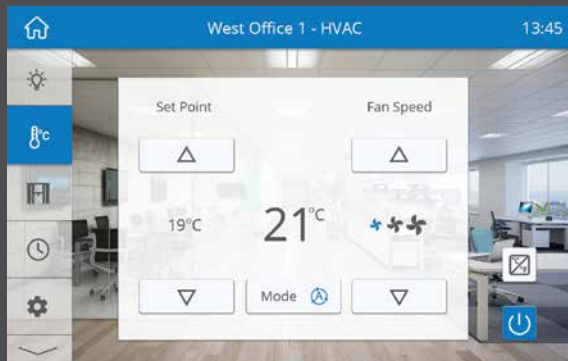 West Office 1 - HVAC
13:45
°C
Set Point
Fan Speed
19°C
21°C
Mode A